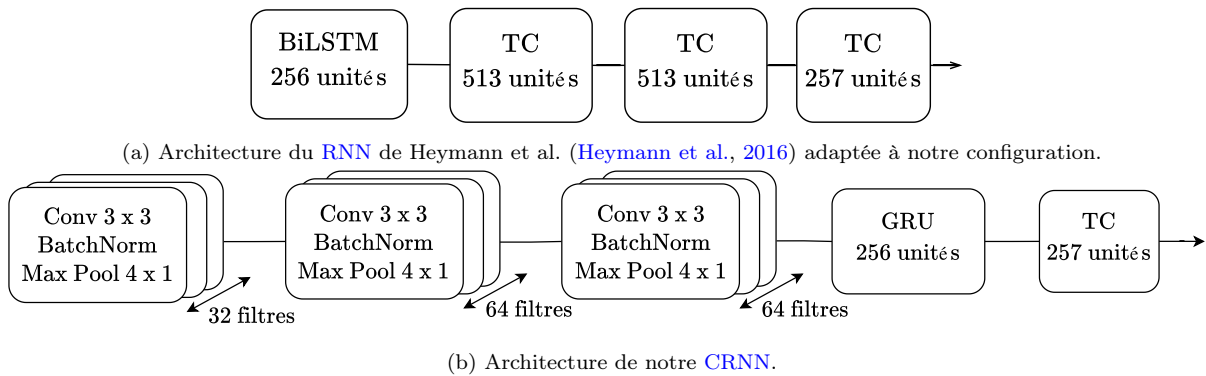 BiLSTM
256 unités
TC
513 unités
TC
513 unités
TC
257 unités
(a) Architecture du RNN de Heymann et al. (Heymann et al., 2016) adaptée à notre configuration.
Conv 3 x 3
BatchNorm
Max Pool 4 x 1
32 filtres
Conv 3 x 3
BatchNorm
Max Pool 4 x 1
64 filtres
Conv 3 x 3
BatchNorm
Max Pool 4 x 1
64 filtres
GRU
256 unités
TC
257 unités
(b) Architecture de notre CRNN.